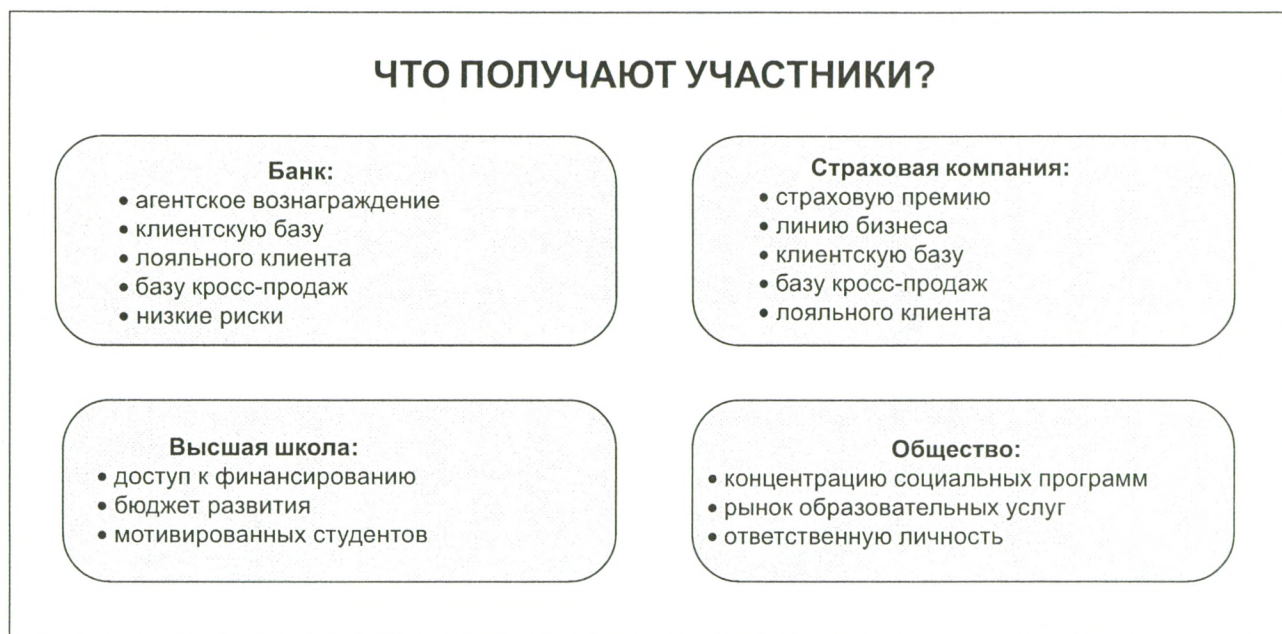 ЧТО ПОЛУЧАЮТ УЧАСТНИКИ?
Банк:
• агентское вознаграждение
• клиентскую базу
• лояльного клиента
• базу кросс-продаж
• низкие риски
Страховая компания:
• страховую премию
• линию бизнеса
• клиентскую базу
• базу кросс-продаж
• лояльного клиента
Высшая школа:
• доступ к финансированию
• бюджет развития
• мотивированных студентов
Общество:
• концентрацию социальных программ
• рынок образовательных услуг
• ответственную личность